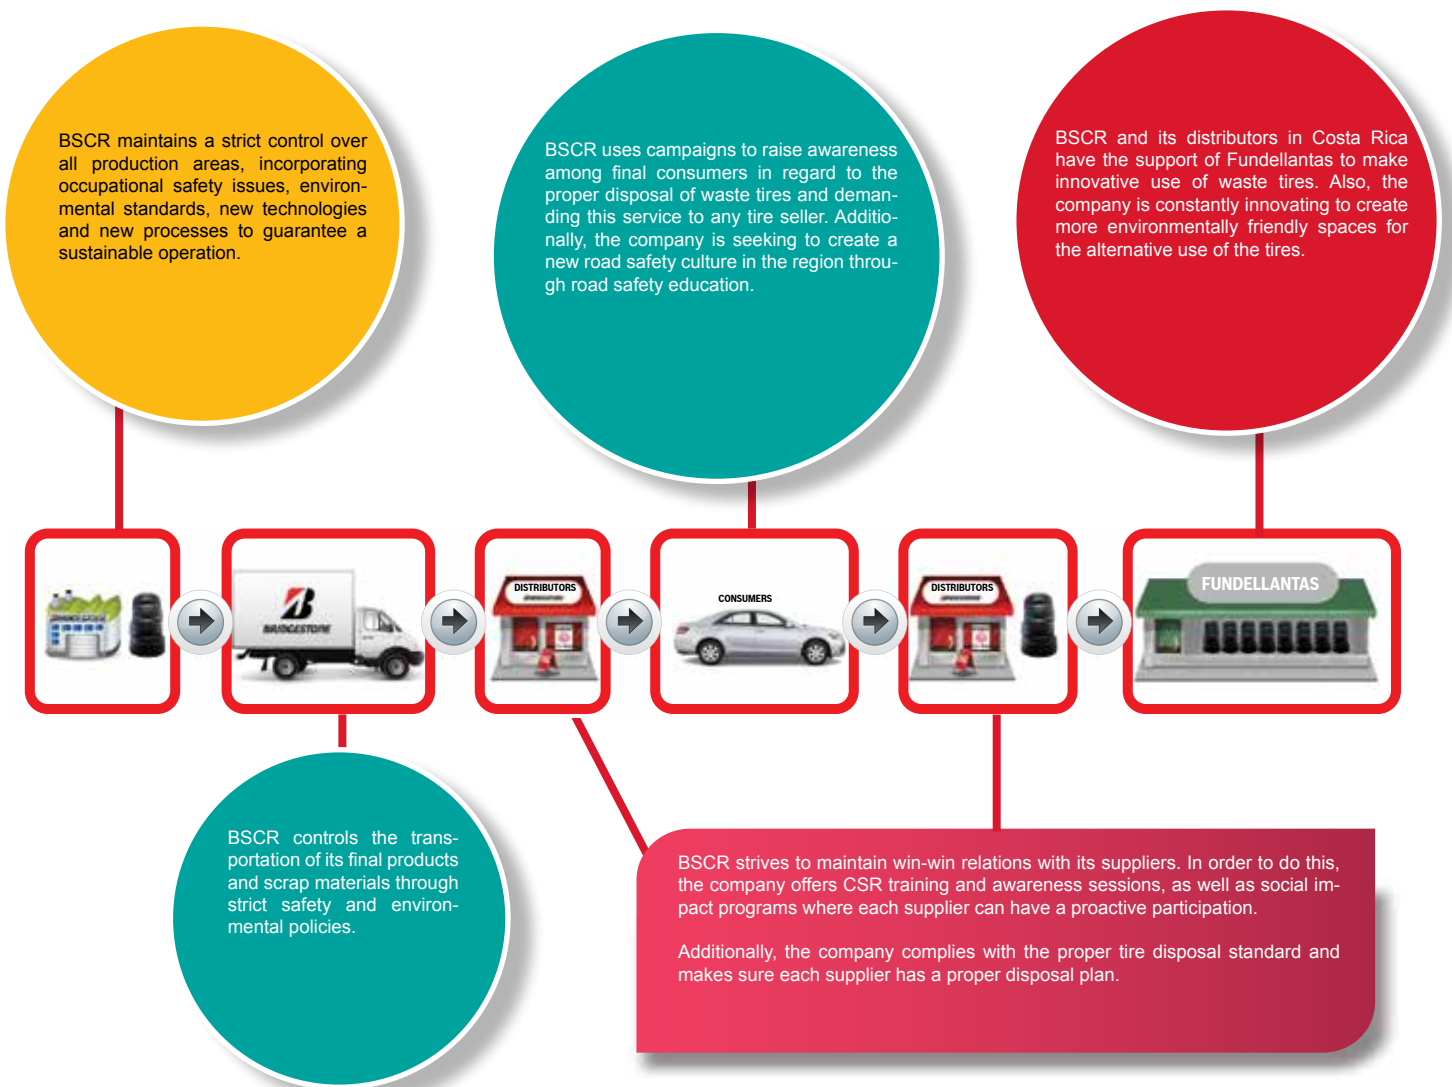 BSCR maintains a strict control over
all production areas, incorporating
occupational safety issues, environ-
mental standards, new technologies
and new processes to guarantee a
sustainable operation.
BSCR uses campaigns to raise awareness
among final consumers in regard to the
proper disposal of waste tires and deman-
ding this service to any tire seller. Additio-
nally, the company is seeking to create a
new road safety culture in the region throu-
gh road safety education.
BSCR and its distributors in Costa Rica
have the support of Fundellantas to make
innovative use of waste tires. Also, the
company is constantly innovating to create
more environmentally friendly spaces for
the alternative use of the tires.
BRIDGESTONE
DISTRIBUTORS
CONSUMERS
DISTRIBUTORS
FUNDELLANTAS
BSCR controls the trans-
portation of its final products
and scrap materials through
strict safety and environ-
mental policies.
BSCR strives to maintain win-win relations with its suppliers. In order to do this,
the company offers CSR training and awareness sessions, as well as social im-
pact programs where each supplier can have a proactive participation.
Additionally, the company complies with the proper tire disposal standard and
makes sure each supplier has a proper disposal plan.